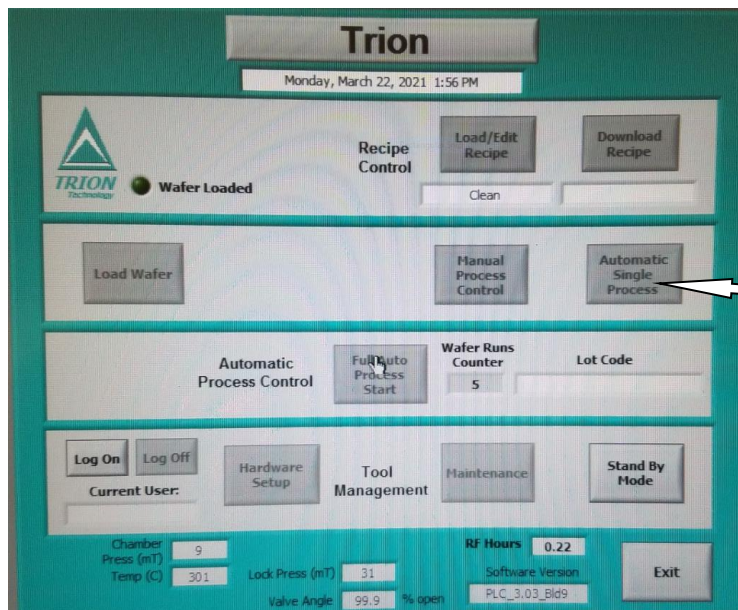 Trion
Monday, March 22, 2021 1:56 PM
TRION
Technology
Wafer Loaded
Recipe
Control
Load/Edit
Recipe
Download
Recipe
Clean
Load Wafer
Manual
Process
Control
Automatic
Single
Process
Automatic
Process Control
Full Auto
Process
Start
Wafer Runs
Counter
5
Lot Code
Log On
Log Off
Current User:
Hardware
Setup
Tool
Management
Maintenance
Stand By
Mode
Chamber
Press (mT)
9
Temp (C)
301
Lock Press (mT)
31
Valve Angle
99.9
% open
RF Hours
0.22
Software Version
PLC_3.03_Bld9
Exit